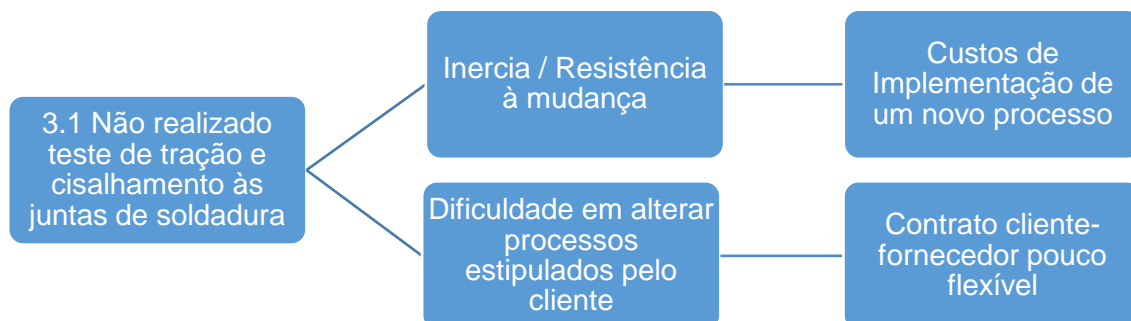 3.1 Não realizado
teste de tração e
cisalhamento às
juntas de soldadura
Inercia / Resistência
à mudança
Custos de
Implementação de
um novo processo
Dificuldade em alterar
processos
estipulados pelo
cliente
Contrato cliente-
fornecedor pouco
flexível